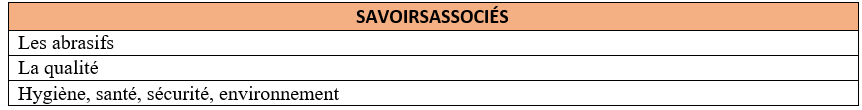 SAVOIRSASSOCIÉS
Les abrasifs
La qualité
Hygiène, santé, sécurité, environnement